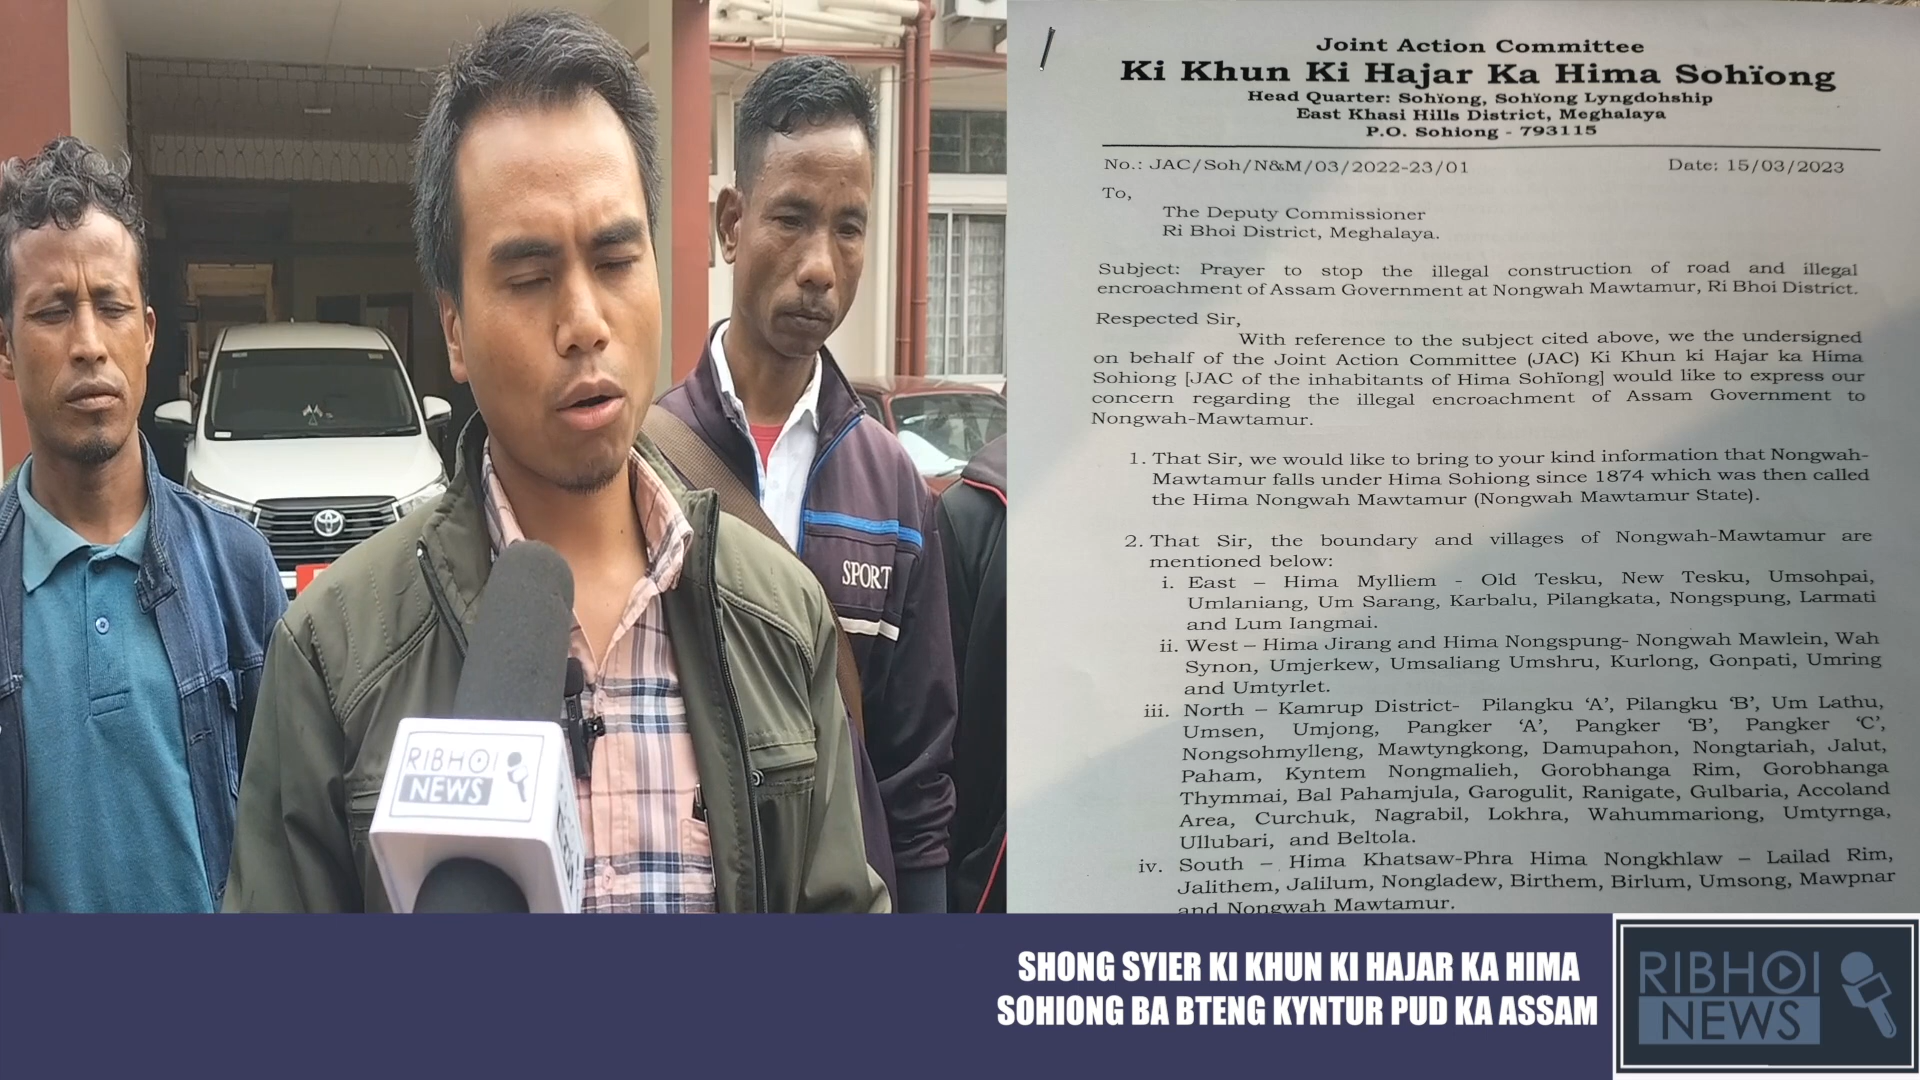 SPORT
RIBHOI
NEWS
Joint Action Committee
Ki Khun Ki Hajar Ka Hima Sohïong
Head Quarter: Sohïong, Sohïong Lyngdohship
East Khasi Hills District, Meghalaya
P.O. Sohiong - 793115
No.: JAC/Soh/N&M/03/2022-23/01 Date: 15/03/2023
To,
The Deputy Commissioner
Ri Bhoi District, Meghalaya.
Subject: Prayer to stop the illegal construction of road and illegal
encroachment of Assam Government at Nongwah Mawtamur, Ri Bhoi District.
Respected Sir,
With reference to the subject cited above, we the undersigned
on behalf of the Joint Action Committee (JAC) Ki Khun ki Hajar ka Hima
Sohiong [JAC of the inhabitants of Hima Sohïong] would like to express our
concern regarding the illegal encroachment of Assam Government to
Nongwah-Mawtamur.
1. That Sir, we would like to bring to your kind information that Nongwah-
Mawtamur falls under Hima Sohiong since 1874 which was then called
the Hima Nongwah Mawtamur (Nongwah Mawtamur State).
2. That Sir, the boundary and villages of Nongwah-Mawtamur are
mentioned below:
i. East – Hima Mylliem - Old Tesku, New Tesku, Umsohpai,
Umlaniang, Um Sarang, Karbalu, Pilangkata, Nongspung, Larmati
and Lum Iangmai.
ii. West – Hima Jirang and Hima Nongspung- Nongwah Mawlein, Wah
Synon, Umjerkew, Umsaliang Umshru, Kurlong, Gonpati, Umring
and Umtyrlet.
iii. North – Kamrup District- Pilangku ‘A’, Pilangku ‘B’, Um Lathu,
Umsen, Umjong, Pangker ‘A’, Pangker ‘B’, Pangker ‘C’,
Nongsohmylleng, Mawtyngkong, Damupahon, Nongtariah, Jalut,
Paham, Kyntem Nongmalieh, Gorobhanga Rim, Gorobhanga
Thymmai, Bal Pahamjula, Garogulit, Ranigate, Gulbaria, Accoland
Area, Curchuk, Nagrabil, Lokhra, Wahummariong, Umtyrnga,
Ullubari, and Beltola.
iv. South – Hima Khatsaw-Phra Hima Nongkhlaw – Lailad Rim,
Jalithem, Jalilum, Nongladew, Birthem, Birlum, Umsong, Mawpnar
and Nongwah Mawtamur.
SHONG SYIER KI KHUN KI HAJAR KA HIMA
SOHIONG BA BTENG KYNTUR PUD KA ASSAM
RIBHOI
NEWS